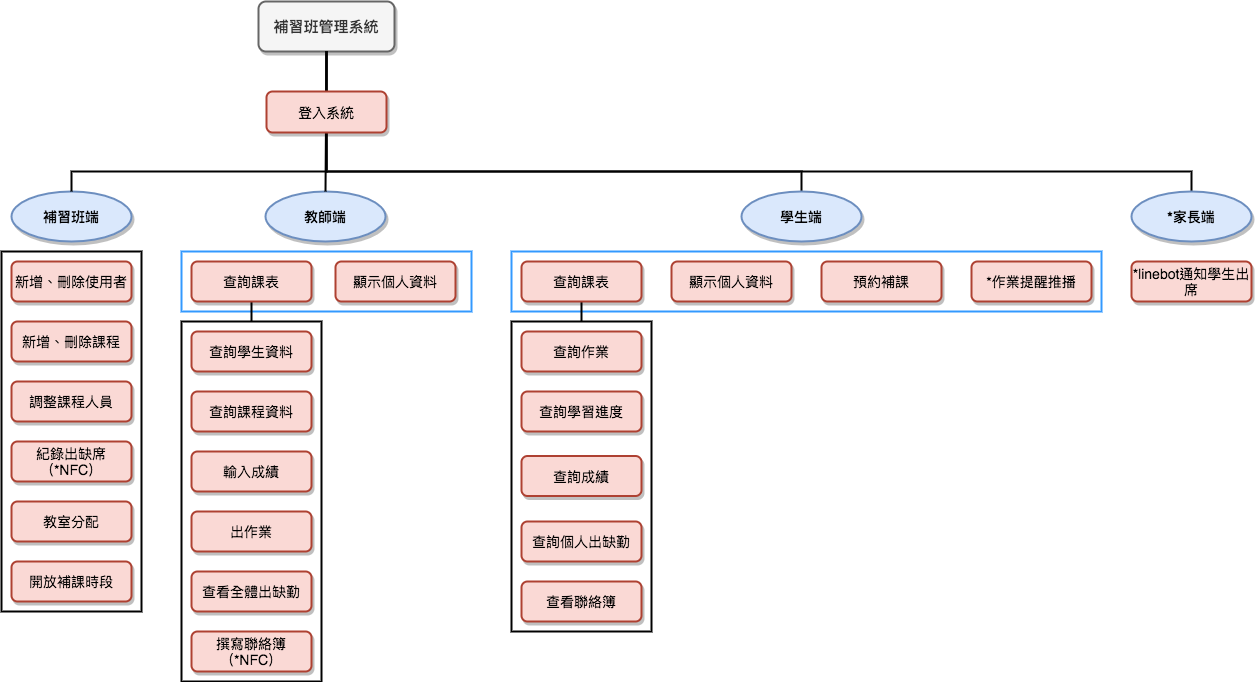 補習班管理系統
登入系統
補習班端
教師端
學生端
*家長端
新增、刪除使用者
新增、刪除課程
調整課程人員
紀錄出缺席
（*NFC）
教室分配
開放補課時段
查詢課表
顯示個人資料
查詢學生資料
查詢課程資料
輸入成績
出作業
查看全體出缺勤
撰寫聯絡簿
（*NFC）
查詢課表
顯示個人資料
預約補課
*作業提醒推播
查詢作業
查詢學習進度
查詢成績
查詢個人出缺勤
查看聯絡簿
*linebot通知學生出
席